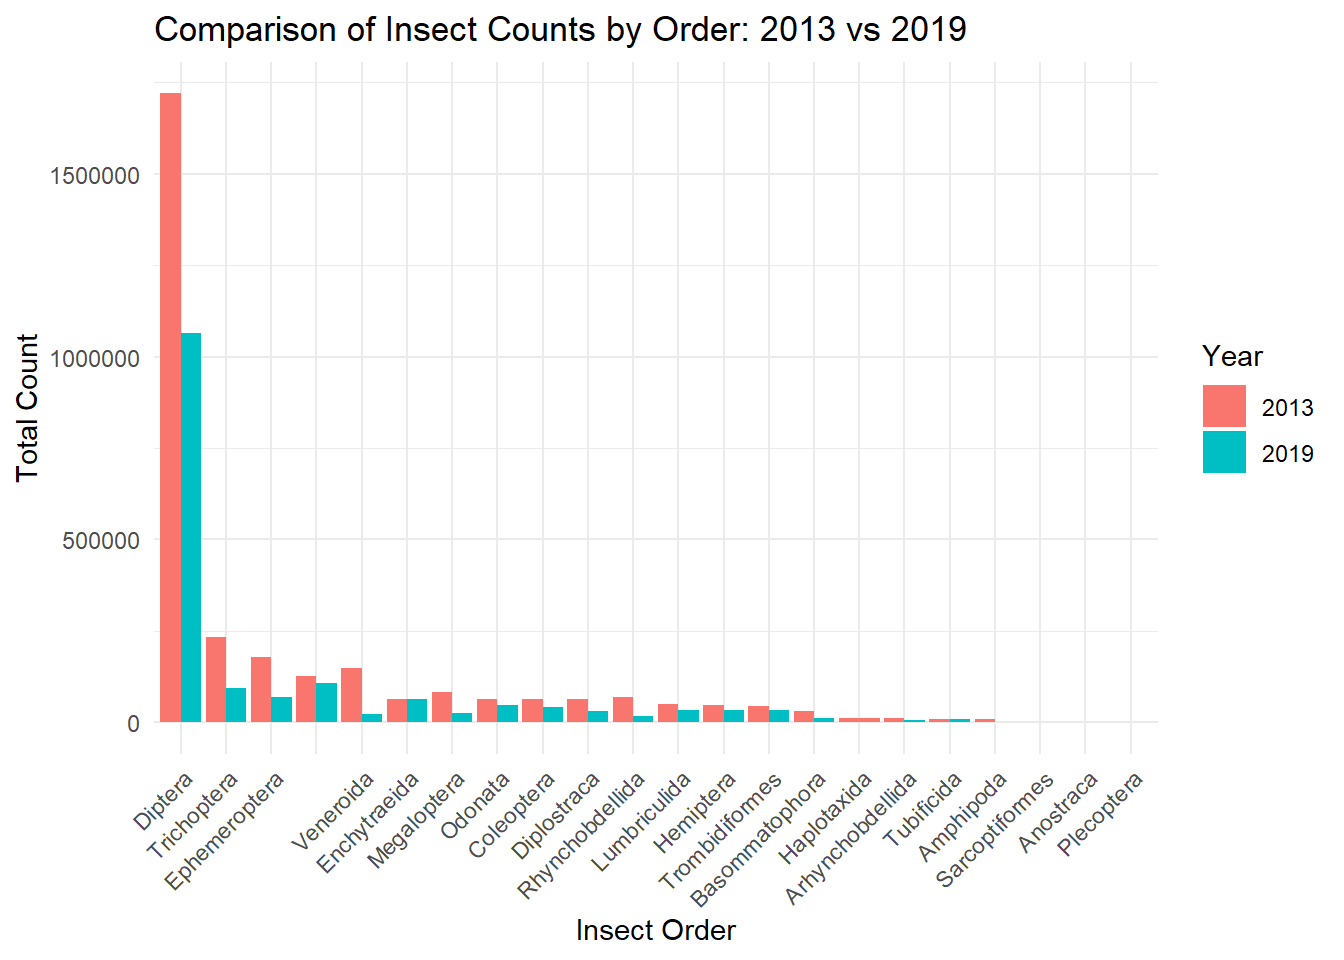 Comparison of Insect Counts by Order: 2013 vs 2019
Total Count
1500000
1000000
500000
0
Diptera
Trichoptera
Ephemeroptera
Veneroida
Enchytraeida
Megaloptera
Odonata
Coleoptera
Diplostraca
Rhynchobdellida
Lumbriculida
Hemiptera
Trombidiformes
Basommatophora
Haplotaxida
Arhynchobdellida
Tubificida
Amphipoda
Sarcoptiformes
Anostraca
Plecoptera
Insect Order
Year
2013
2019